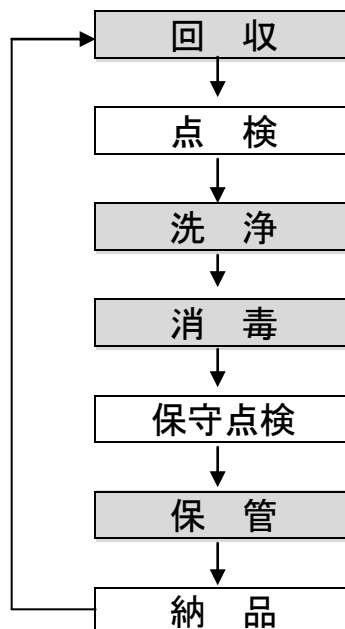 回　収
点　検
洗　浄
消　毒
保守点検
保　管
納　品